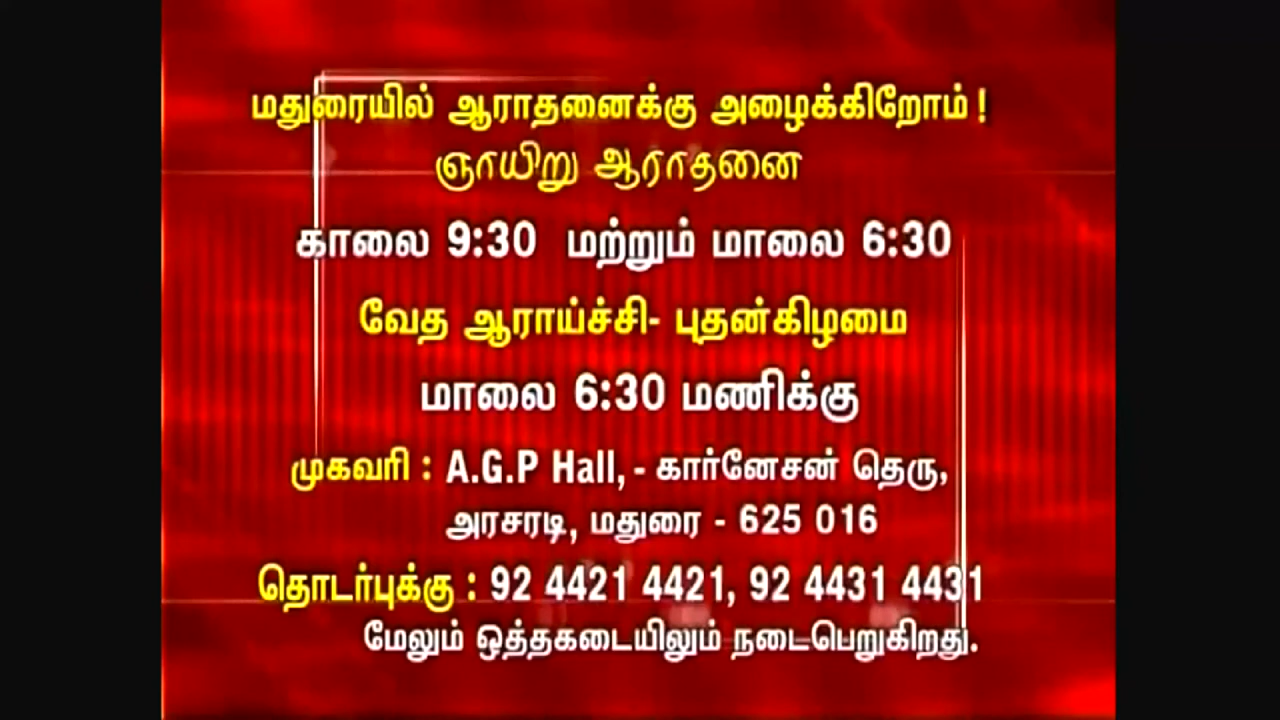 மதுரையில் ஆராதனைக்கு அழைக்கிறோம் !
ஞாயிறு ஆராதனை
காலை 9:30 மற்றும் மாலை 6:30
வேத ஆராய்ச்சி- புதன்கிழமை
மாலை 6:30 மணிக்கு
முகவரி : A.G.P Hall, - கார்னேசன் தெரு,
அரசரடி, மதுரை - 625 016
தொடர்புக்கு : 92 4421 4421, 92 4431 4431
மேலும் ஒத்தகடையிலும் நடைபெறுகிறது.